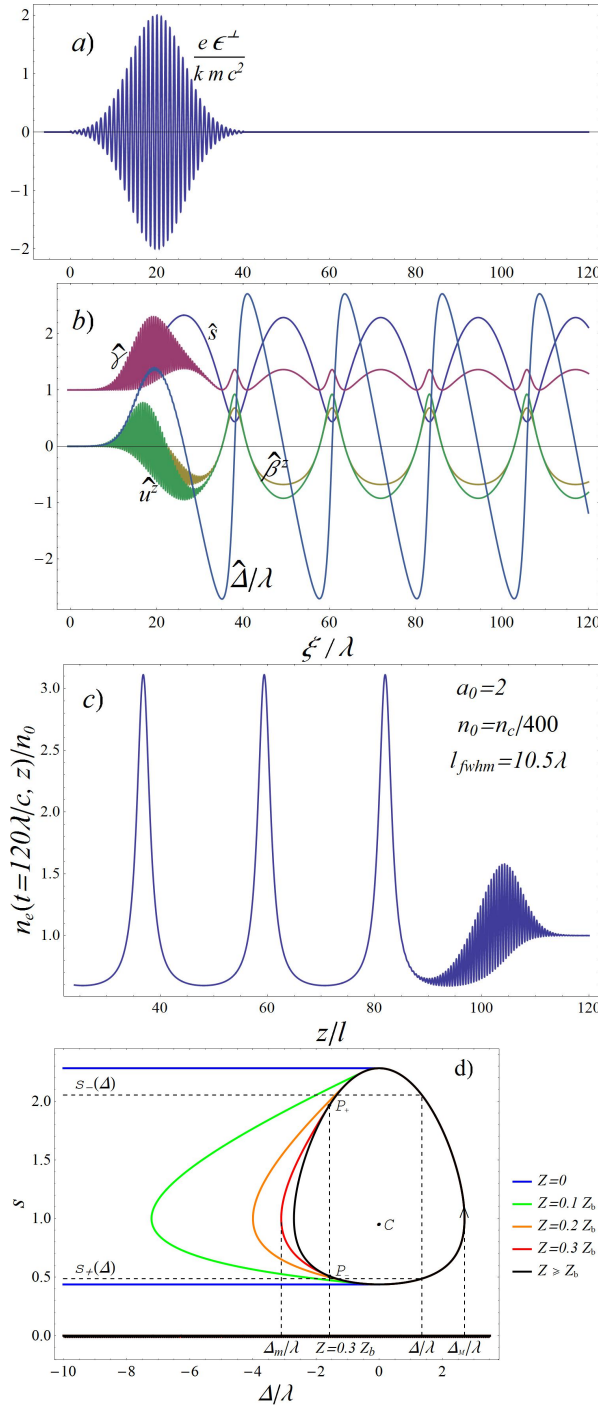 2
1
0
−1
−2
a)
e ϵ^⊥
k m c²
0
20
40
60
80
100
120
b)
2
1
0
−1
−2
γ̂
ŝ
û^z
β̂^z
Δ̂/λ
0
20
40
60
80
100
120
ξ / λ
c)
a₀=2
n₀=n_c/400
l_fwhm=10.5λ
n_e(t=120λ/c, z)/n₀
3.0
2.5
2.0
1.5
1.0
40
60
80
100
120
z/l
d)
s
2.0
1.5
1.0
0.5
0.0
s₋(Δ)
s₊(Δ)
P₊
C
P₋
Z=0
Z=0.1 Z_b
Z=0.2 Z_b
Z=0.3 Z_b
Z ⩾ Z_b
Δ_m/λ
Z=0.3 Z_b
Δ/λ
Δ_M/λ
−10
−8
−6
−4
−2
0
2
Δ/λ